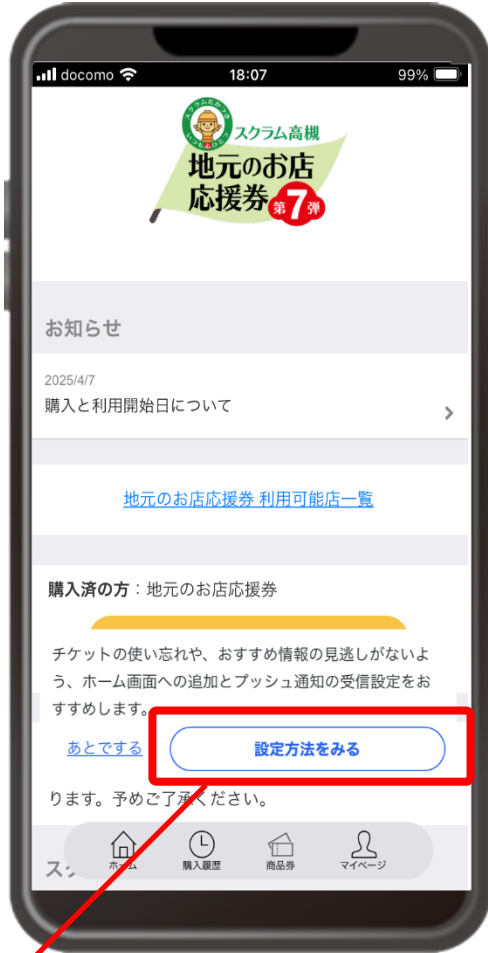 docomo 18:07 99%
スクラムたかつき
いつも心ひとつ
スクラム高槻
地元のお店
応援券 第7弾
お知らせ
2025/4/7
購入と利用開始日について
地元のお店応援券 利用可能店一覧
購入済の方：地元のお店応援券
チケットの使い忘れや、おすすめ情報の見逃しがないよ
う、ホーム画面への追加とプッシュ通知の受信設定をお
すすめします。
あとでする 設定方法をみる
ります。予めご了承ください。
ホーム 購入履歴 商品券 マイページ